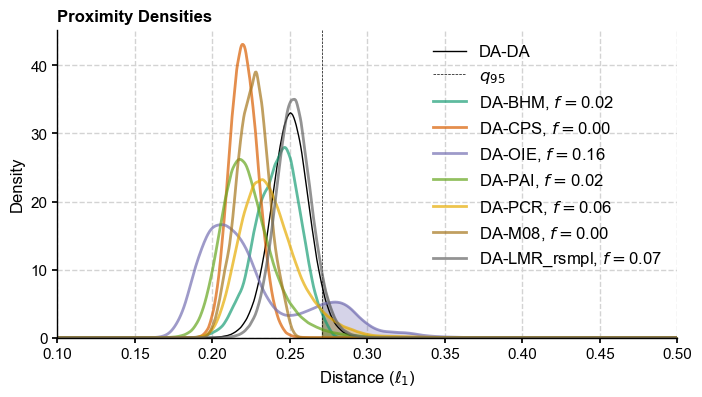 Proximity Densities
DA-DA
q95
DA-BHM, f = 0.02
DA-CPS, f = 0.00
DA-OIE, f = 0.16
DA-PAI, f = 0.02
DA-PCR, f = 0.06
DA-M08, f = 0.00
DA-LMR_rsmpl, f = 0.07
Density
40
30
20
10
0
0.10 0.15 0.20 0.25 0.30 0.35 0.40 0.45 0.50
Distance (ℓ1)